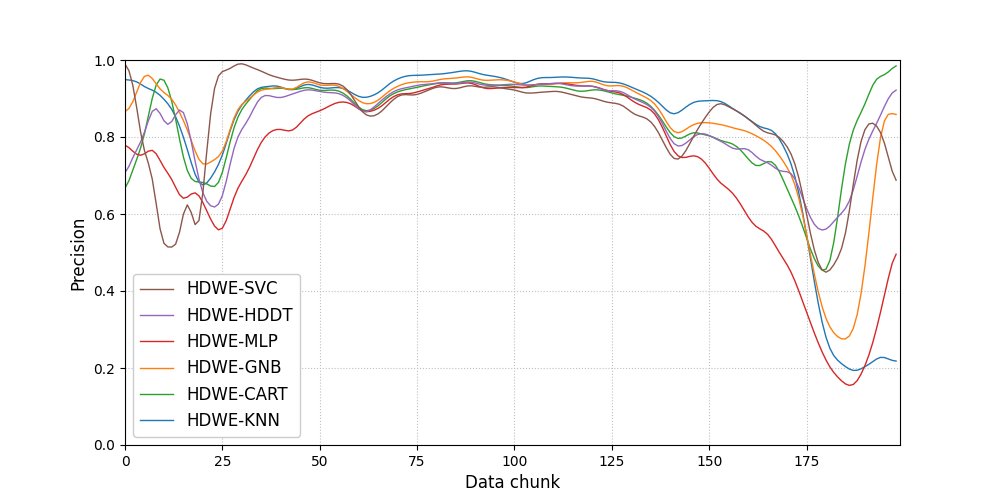 1.0
0.8
0.6
0.4
0.2
0.0
Precision
HDWE-SVC
HDWE-HDDT
HDWE-MLP
HDWE-GNB
HDWE-CART
HDWE-KNN
0 25 50 75 100 125 150 175
Data chunk